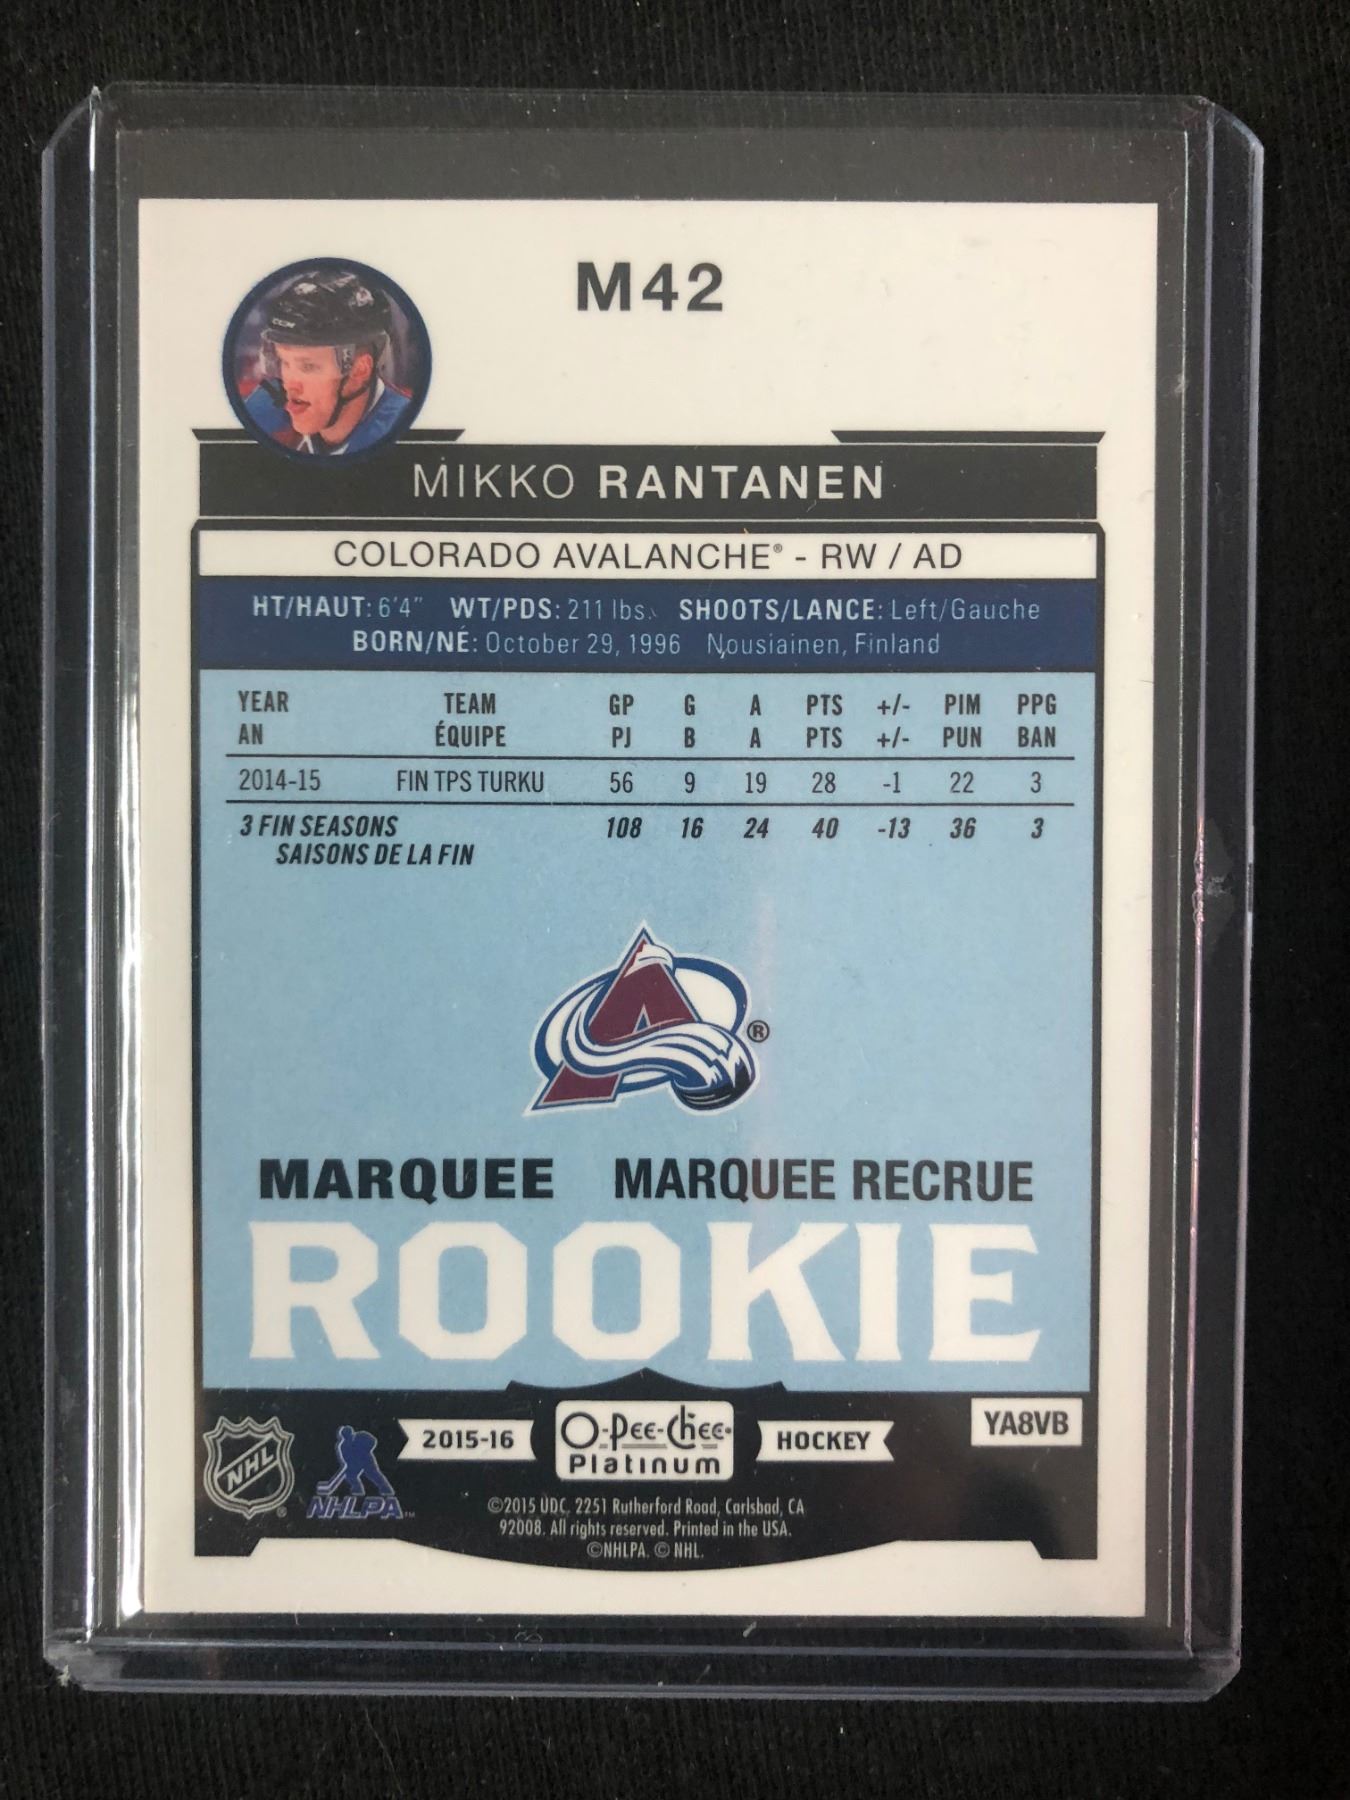 M42
MIKKO RANTANEN
COLORADO AVALANCHE® - RW / AD
HT/HAUT: 6'4" WT/PDS: 211 lbs. SHOOTS/LANCE: Left/Gauche
BORN/NÉ: October 29, 1996 Nousiainen, Finland
YEAR TEAM GP G A PTS +/- PIM PPG
AN ÉQUIPE PJ B A PTS +/- PUN BAN
2014-15 FIN TPS TURKU 56 9 19 28 -1 22 3
3 FIN SEASONS 108 16 24 40 -13 36 3
SAISONS DE LA FIN
A ®
MARQUEE MARQUEE RECRUE
ROOKIE
NHL ® NHLPA™ 2015-16 O-Pee-Chee® Platinum HOCKEY YA8VB
©2015 UDC. 2251 Rutherford Road, Carlsbad, CA
92008. All rights reserved. Printed in the USA.
©NHLPA. © NHL.